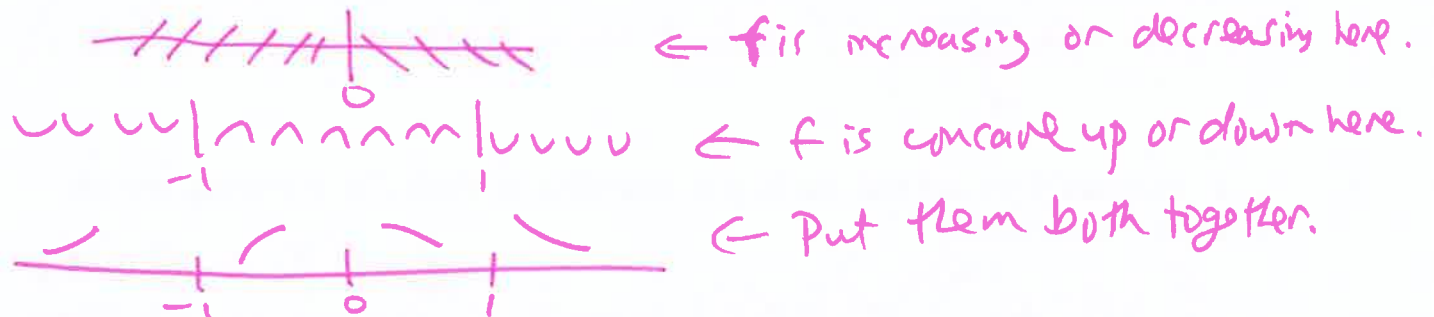 ← f is increasing or decreasing here.
0
← f is concave up or down here.
-1 1
← Put them both together.
-1 0 1